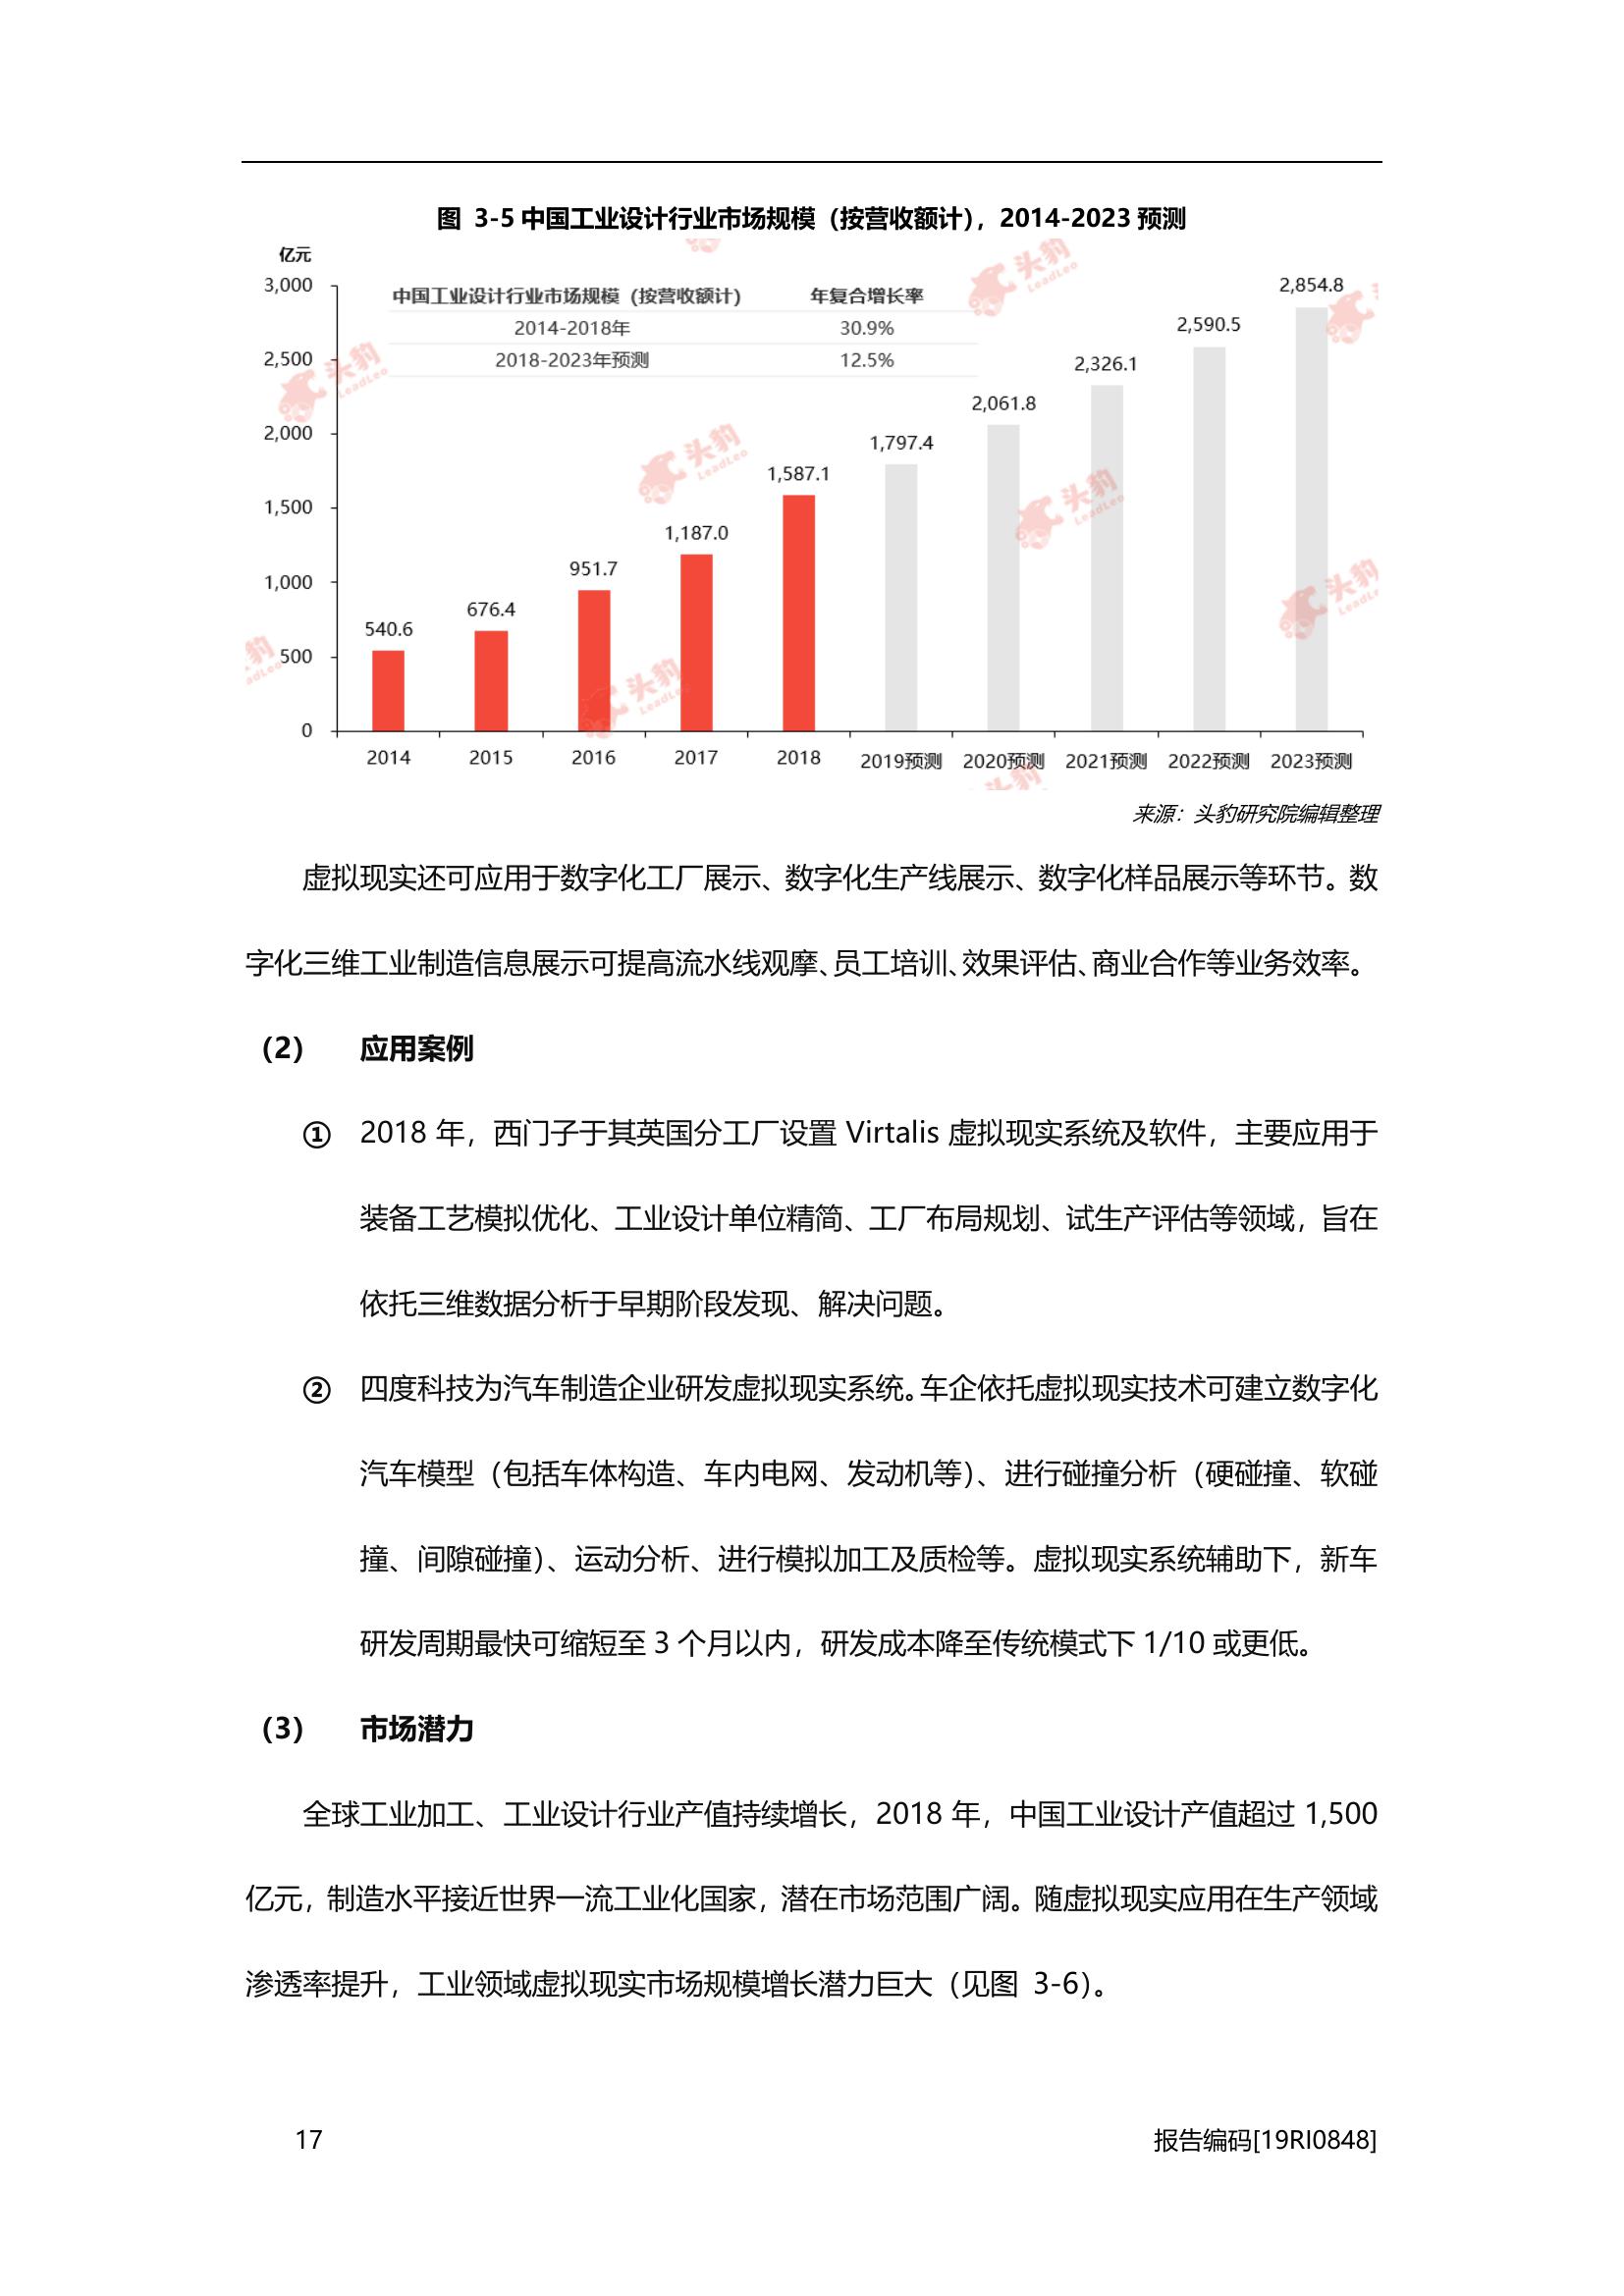 图 3-5 中国工业设计行业市场规模（按营收额计），2014-2023 预测
亿元
3,000
2,500
2,000
1,500
1,000
500
0
中国工业设计行业市场规模（按营收额计） 年复合增长率
2014-2018年 30.9%
2018-2023年预测 12.5%
540.6
676.4
951.7
1,187.0
1,587.1
1,797.4
2,061.8
2,326.1
2,590.5
2,854.8
2014 2015 2016 2017 2018 2019预测 2020预测 2021预测 2022预测 2023预测
头豹
LeadLeo
来源：头豹研究院编辑整理
虚拟现实还可应用于数字化工厂展示、数字化生产线展示、数字化样品展示等环节。数
字化三维工业制造信息展示可提高流水线观摩、员工培训、效果评估、商业合作等业务效率。
（2） 应用案例
① 2018 年，西门子于其英国分工厂设置 Virtalis 虚拟现实系统及软件，主要应用于
装备工艺模拟优化、工业设计单位精简、工厂布局规划、试生产评估等领域，旨在
依托三维数据分析于早期阶段发现、解决问题。
② 四度科技为汽车制造企业研发虚拟现实系统。车企依托虚拟现实技术可建立数字化
汽车模型（包括车体构造、车内电网、发动机等）、进行碰撞分析（硬碰撞、软碰
撞、间隙碰撞）、运动分析、进行模拟加工及质检等。虚拟现实系统辅助下，新车
研发周期最快可缩短至 3 个月以内，研发成本降至传统模式下 1/10 或更低。
（3） 市场潜力
全球工业加工、工业设计行业产值持续增长，2018 年，中国工业设计产值超过 1,500
亿元，制造水平接近世界一流工业化国家，潜在市场范围广阔。随虚拟现实应用在生产领域
渗透率提升，工业领域虚拟现实市场规模增长潜力巨大（见图 3-6）。
17
报告编码[19RI0848]